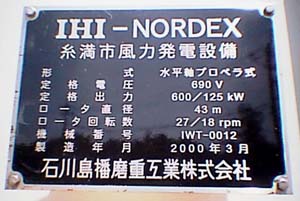 IHI-NORDEX
糸満市風力発電設備
形式 水平軸プロペラ式
定格電圧 690 V
定格出力 600/125 kW
ロータ直径 43 m
ロータ回転数 27/18 rpm
機械番号 IWT-0012
製造年月 2000年3月
石川島播磨重工業株式会社